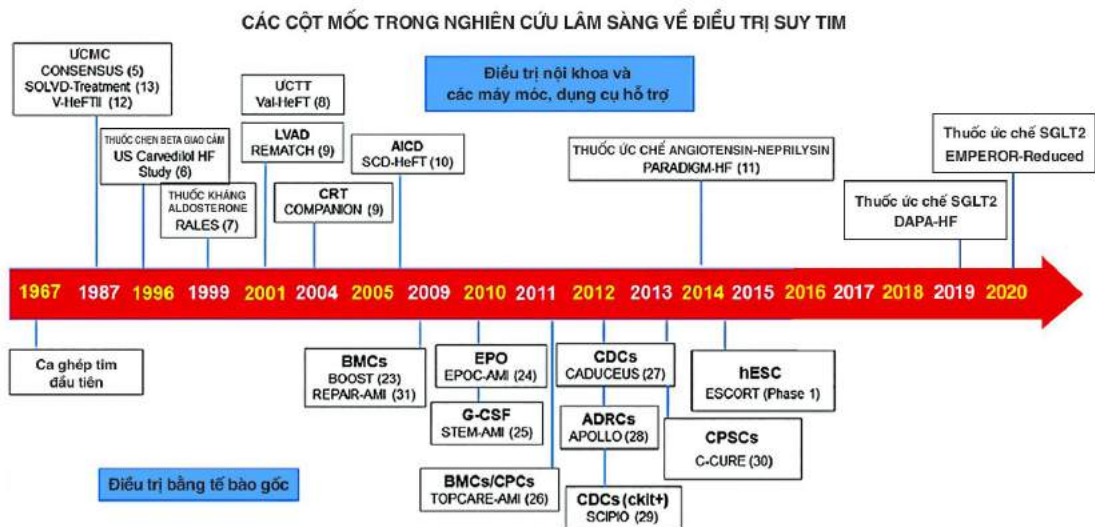 CÁC CỘT MỐC TRONG NGHIÊN CỨU LÂM SÀNG VỀ ĐIỀU TRỊ SUY TIM
ƯCMC
CONSENSUS (5)
SOLVD-Treatment (13)
V-HeFTII (12)
THUỐC CHẸN BETA GIAO CẢM
US Carvedilol HF
Study (6)
THUỐC KHÁNG
ALDOSTERONE
RALES (7)
ƯCTT
Val-HeFT (8)
LVAD
REMATCH (9)
CRT
COMPANION (9)
AICD
SCD-HeFT (10)
Điều trị nội khoa và
các máy móc, dụng cụ hỗ trợ
THUỐC ỨC CHẾ ANGIOTENSIN-NEPRILYSIN
PARADIGM-HF (11)
Thuốc ức chế SGLT2
DAPA-HF
Thuốc ức chế SGLT2
EMPEROR-Reduced
1967 1987 1996 1999 2001 2004 2005 2009 2010 2011 2012 2013 2014 2015 2016 2017 2018 2019 2020
Ca ghép tim
đầu tiên
BMCs
BOOST (23)
REPAIR-AMI (31)
EPO
EPOC-AMI (24)
G-CSF
STEM-AMI (25)
BMCs/CPCs
TOPCARE-AMI (26)
CDCs
CADUCEUS (27)
ADRCs
APOLLO (28)
CDCs (ckit+)
SCIPIO (29)
hESC
ESCORT (Phase 1)
CPSCs
C-CURE (30)
Điều trị bằng tế bào gốc